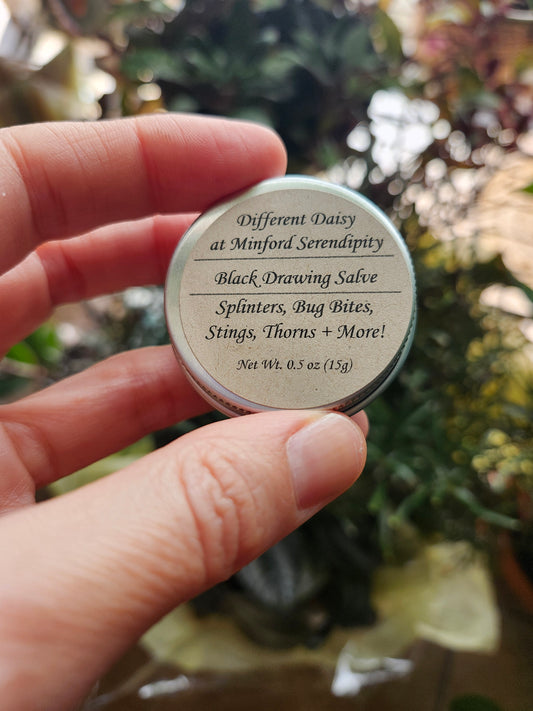 Different Daisy
at Minford Serendipity
Black Drawing Salve
Splinters, Bug Bites,
Stings, Thorns + More!
Net Wt. 0.5 oz (15g)